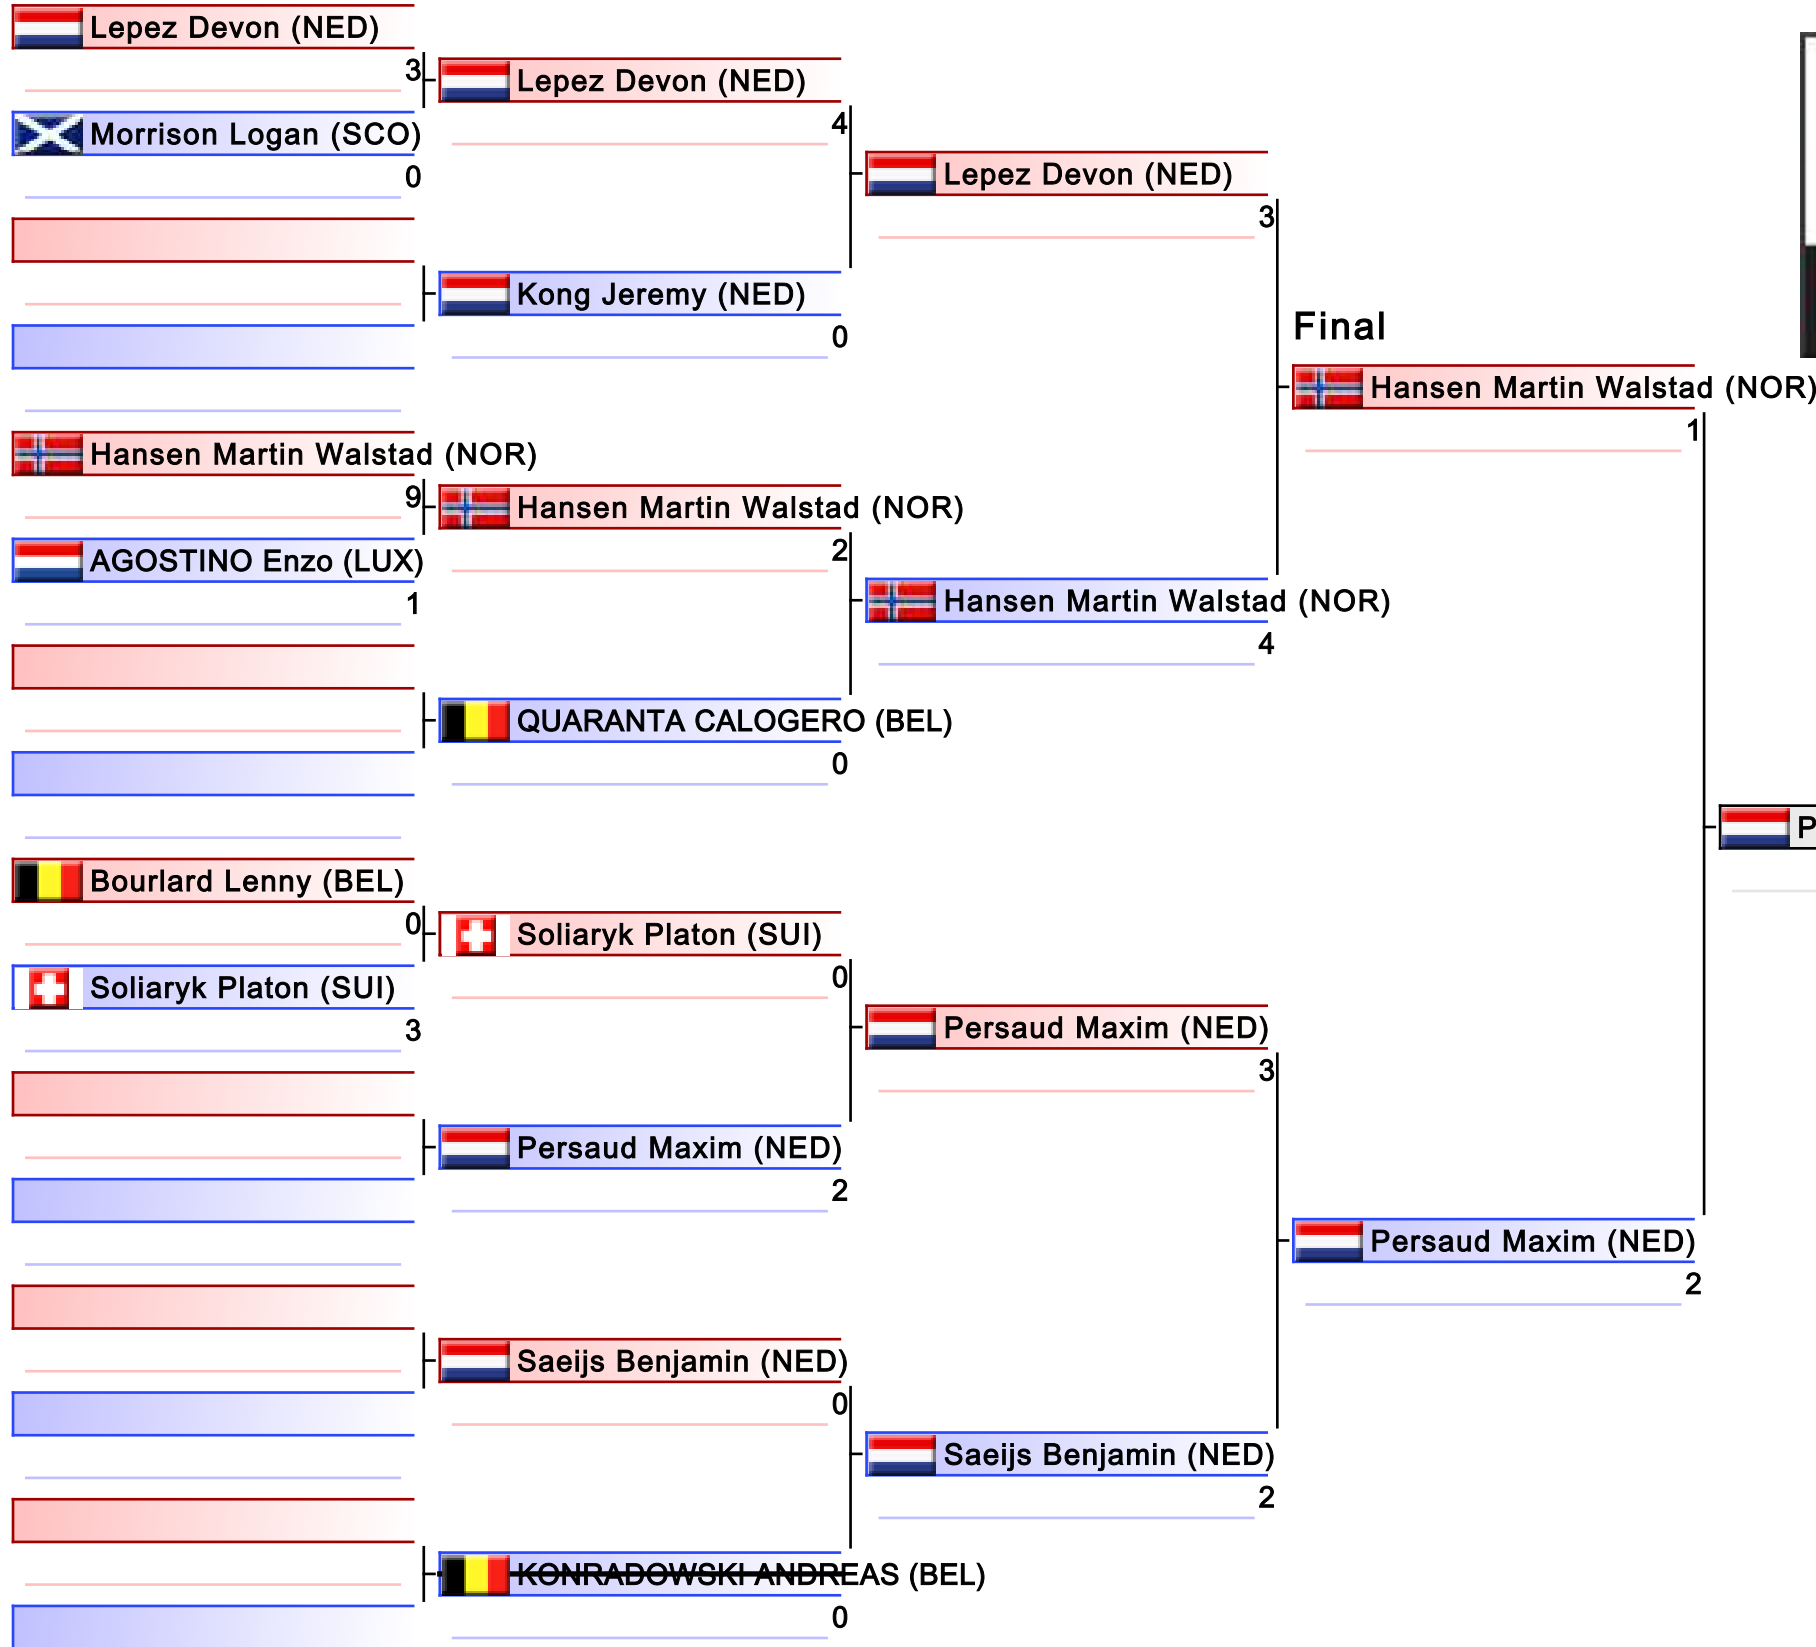 Lepez Devon (NED)
3
Morrison Logan (SCO)
0
Hansen Martin Walstad (NOR)
9
AGOSTINO Enzo (LUX)
1
Bourlard Lenny (BEL)
0
Soliaryk Platon (SUI)
3
Lepez Devon (NED)
4
Kong Jeremy (NED)
0
Hansen Martin Walstad (NOR)
2
QUARANTA CALOGERO (BEL)
0
Soliaryk Platon (SUI)
0
Persaud Maxim (NED)
2
Saeijs Benjamin (NED)
0
KONRADOWSKI ANDREAS (BEL)
0
Lepez Devon (NED)
3
Hansen Martin Walstad (NOR)
4
Persaud Maxim (NED)
3
Saeijs Benjamin (NED)
2
Final
Hansen Martin Walstad (NOR)
1
Persaud Maxim (NED)
2
P